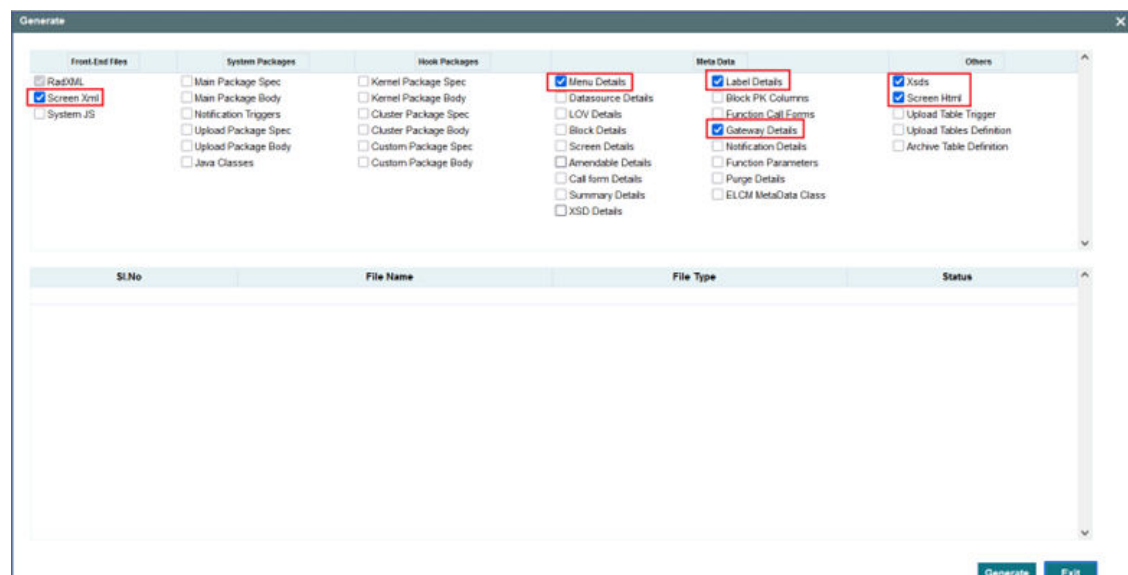 Generate
Front-End Files System Packages Hook Packages Meta Data Others
RadXML Main Package Spec Kernel Package Spec Menu Details Label Details Xsds
Screen Xml Main Package Body Kernel Package Body Datasource Details Block PK Columns Screen Html
System JS Notification Triggers Cluster Package Spec LOV Details Function Call Forms Upload Table Trigger
Upload Package Spec Cluster Package Body Block Details Gateway Details Upload Tables Definition
Upload Package Body Custom Package Spec Screen Details Notification Details Archive Table Definition
Java Classes Custom Package Body Amendable Details Function Parameters
Call form Details Purge Details
Summary Details ELCM MetaData Class
XSD Details
Sl.No File Name File Type Status
Generate Exit